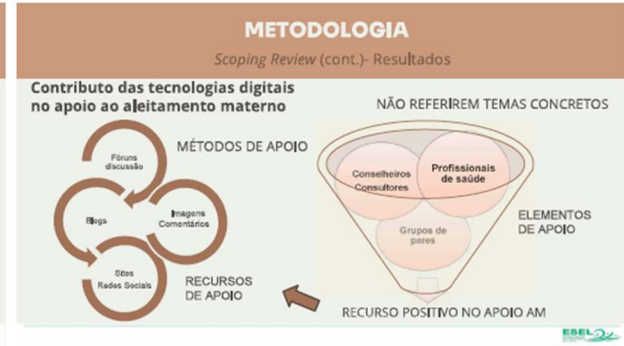 METODOLOGIA
Scoping Review (cont.)- Resultados
Contributo das tecnologias digitais
no apoio ao aleitamento materno
NÃO REFERIREM TEMAS CONCRETOS
MÉTODOS DE APOIO
Fóruns
discussão
Blogs
Imagens
Comentários
Sites
Redes Sociais
RECURSOS
DE APOIO
Conselheiros
Consultores
Profissionais
de saúde
Grupos de
pares
ELEMENTOS
DE APOIO
RECURSO POSITIVO NO APOIO AM
ESEL